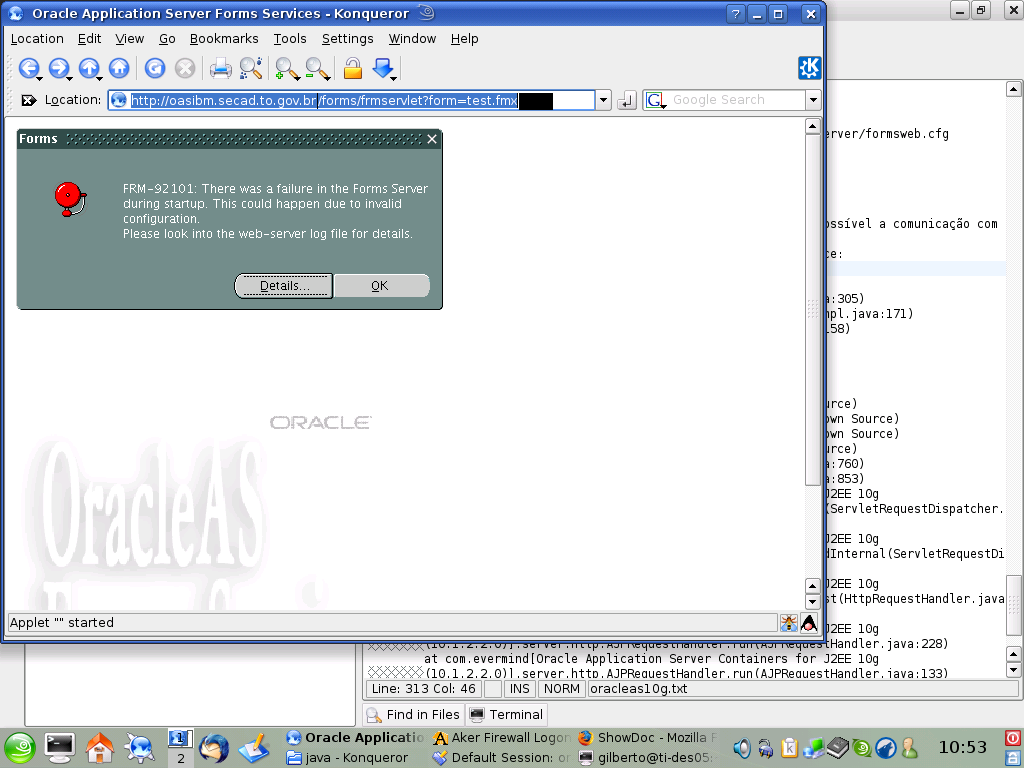 Oracle Application Server Forms Services - Konqueror
?
Location Edit View Go Bookmarks Tools Settings Window Help
Location: http://oasibm.secad.to.gov.br/forms/frmservlet?form=test.fmx
Google Search
Forms
FRM-92101: There was a failure in the Forms Server
during startup. This could happen due to invalid
configuration.
Please look into the web-server log file for details.
Details...
OK
ORACLE
OracleAS
Applet "" started
erver/formsweb.cfg
ossível a comunicação com
ce:
a:305)
mpl.java:171)
158)
urce)
own Source)
own Source)
urce)
a:760)
a:853)
J2EE 10g
(ServletRequestDispatcher.
J2EE 10g
dInternal(ServletRequestDi
J2EE 10g
st(HttpRequestHandler.java
J2EE 10g
(10.1.2.2.0)].server.http.AJPRequestHandler.run(AJPRequestHandler.java:228)
at com.evermind[Oracle Application Server Containers for J2EE 10g
(10.1.2.2.0)].server.http.AJPRequestHandler.run(AJPRequestHandler.java:133)
Line: 313 Col: 46 INS NORM oracleas10g.txt
Find in Files Terminal
1
2
Oracle Applicatio
java - Konqueror
Aker Firewall Logon
Default Session: or
ShowDoc - Mozilla F
gilberto@ti-des05:
10:53